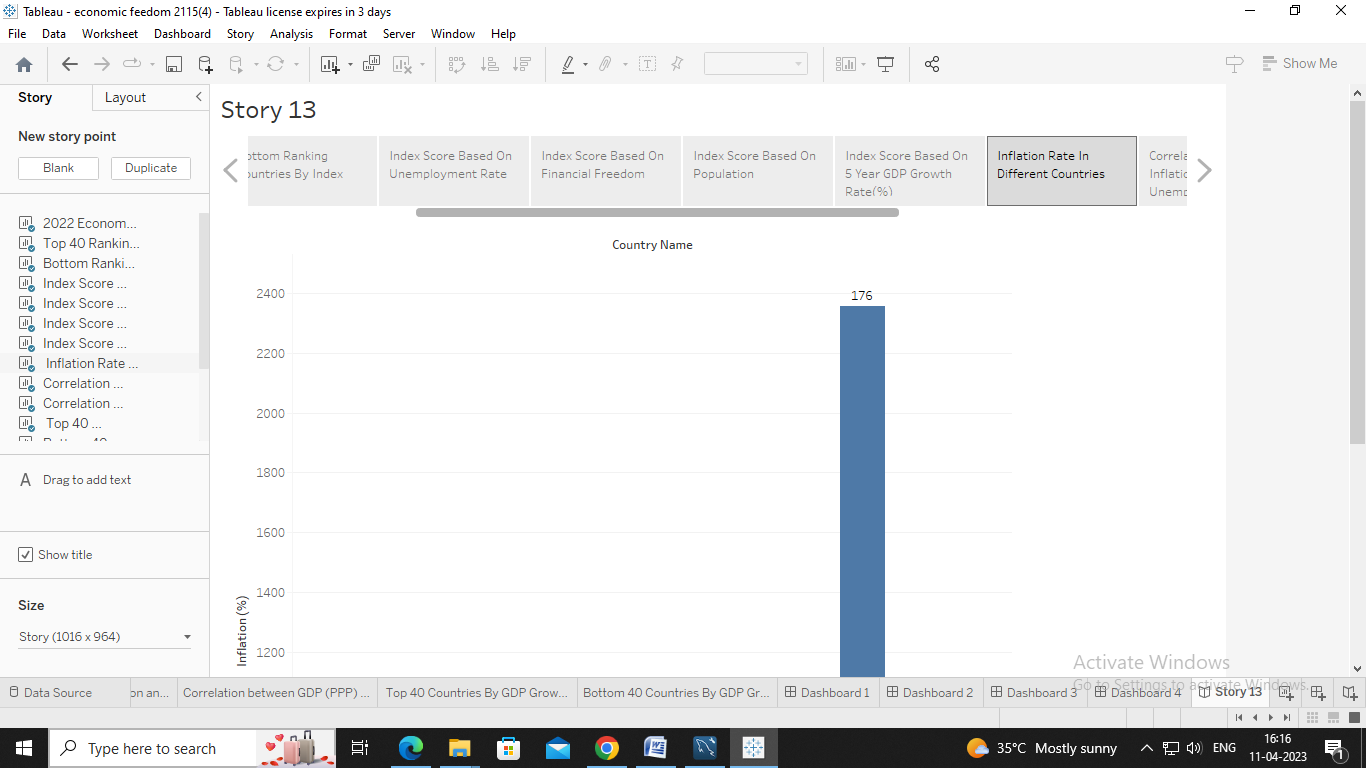 Tableau - economic feedom 2115(4) - Tableau license expires in 3 days
File Data Worksheet Dashboard Story Analysis Format Server Window Help
Show Me
Story Layout
New story point
Blank Duplicate
2022 Econom...
Top 40 Rankin...
Bottom Ranki...
Index Score ...
Index Score ...
Index Score ...
Index Score ...
Inflation Rate ...
Correlation ...
Correlation ...
Top 40 ...
A Drag to add text
Show title
Size
Story (1016 x 964)
Story 13
ottom Ranking
ountries By Index
Index Score Based On
Unemployment Rate
Index Score Based On
Financial Freedom
Index Score Based On
Population
Index Score Based On
5 Year GDP Growth
Rate(%)
Inflation Rate In
Different Countries
Correla
Inflatio
Unemp
Country Name
176
2400
2200
2000
1800
1600
1400
1200
Inflation (%)
Activate Windows
Go to Settings to activate Windows.
Data Source on an... Correlation between GDP (PPP) ... Top 40 Countries By GDP Grow... Bottom 40 Countries By GDP Gr... Dashboard 1 Dashboard 2 Dashboard 3 Dashboard 4 Story 13
Type here to search
35°C Mostly sunny
ENG
16:16
11-04-2023
1